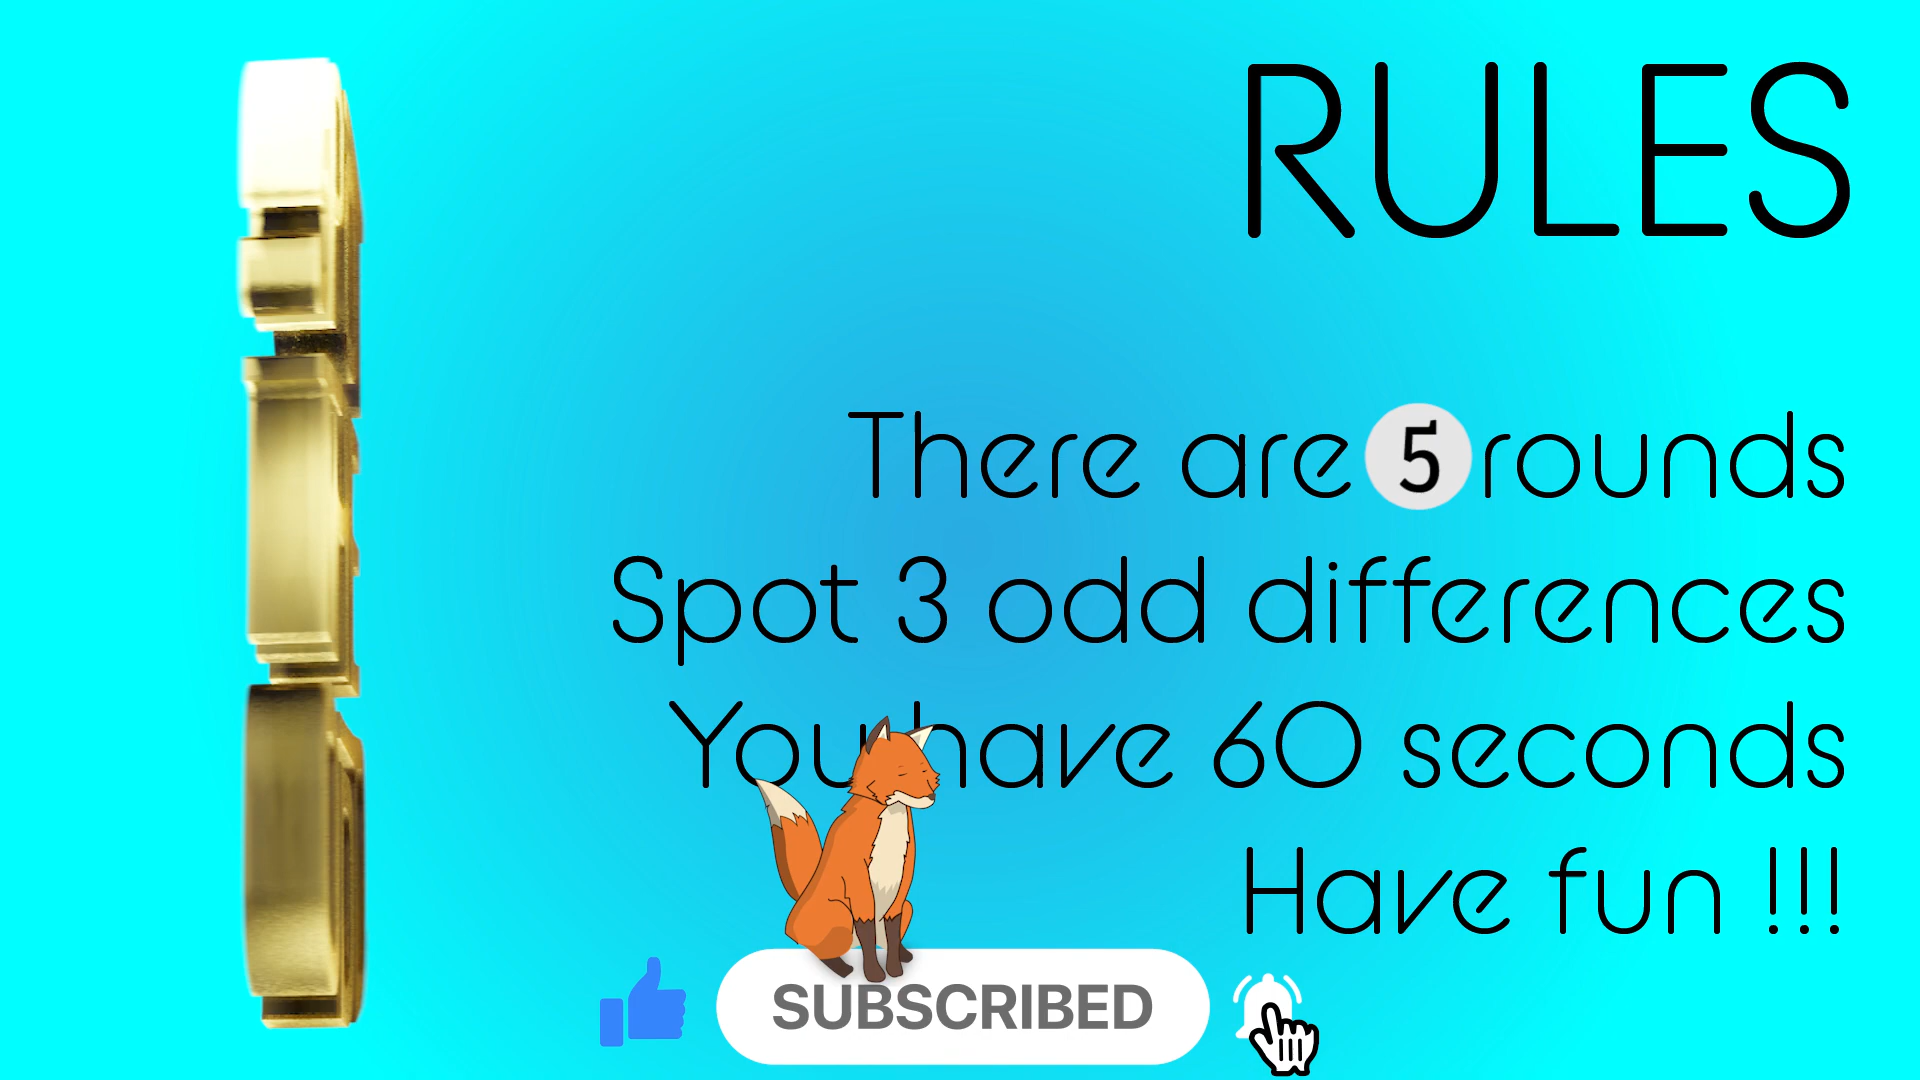 RULES
There are 5 rounds
Spot 3 odd differences
You have 60 seconds
Have fun !!!
SUBSCRIBED